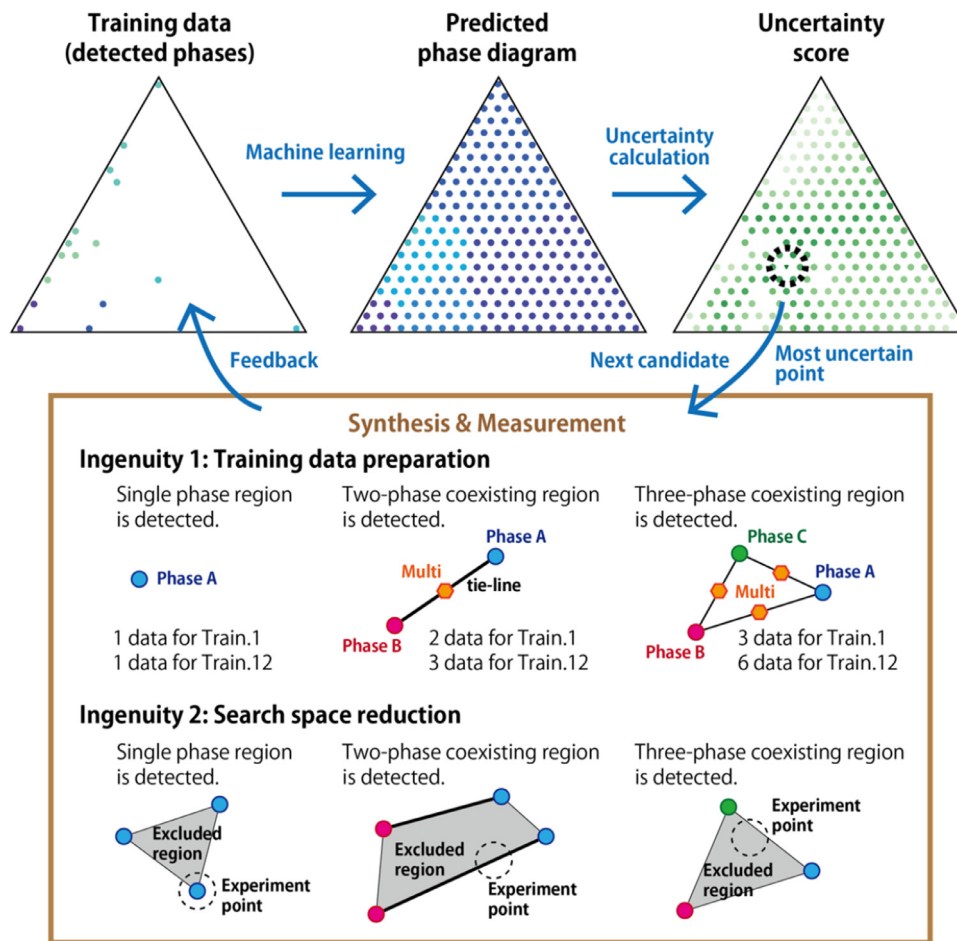 Training data
(detected phases)
Predicted
phase diagram
Uncertainty
score
Machine learning
Uncertainty
calculation
Feedback
Next candidate
Most uncertain
point
Synthesis & Measurement
Ingenuity 1: Training data preparation
Single phase region
is detected.
Two-phase coexisting region
is detected.
Three-phase coexisting region
is detected.
Phase A
1 data for Train.1
1 data for Train.12
Phase A
Multi
tie-line
Phase B
2 data for Train.1
3 data for Train.12
Phase C
Phase A
Multi
Phase B
3 data for Train.1
6 data for Train.12
Ingenuity 2: Search space reduction
Single phase region
is detected.
Two-phase coexisting region
is detected.
Three-phase coexisting region
is detected.
Excluded
region
Experiment
point
Excluded
region
Experiment
point
Experiment
point
Excluded
region